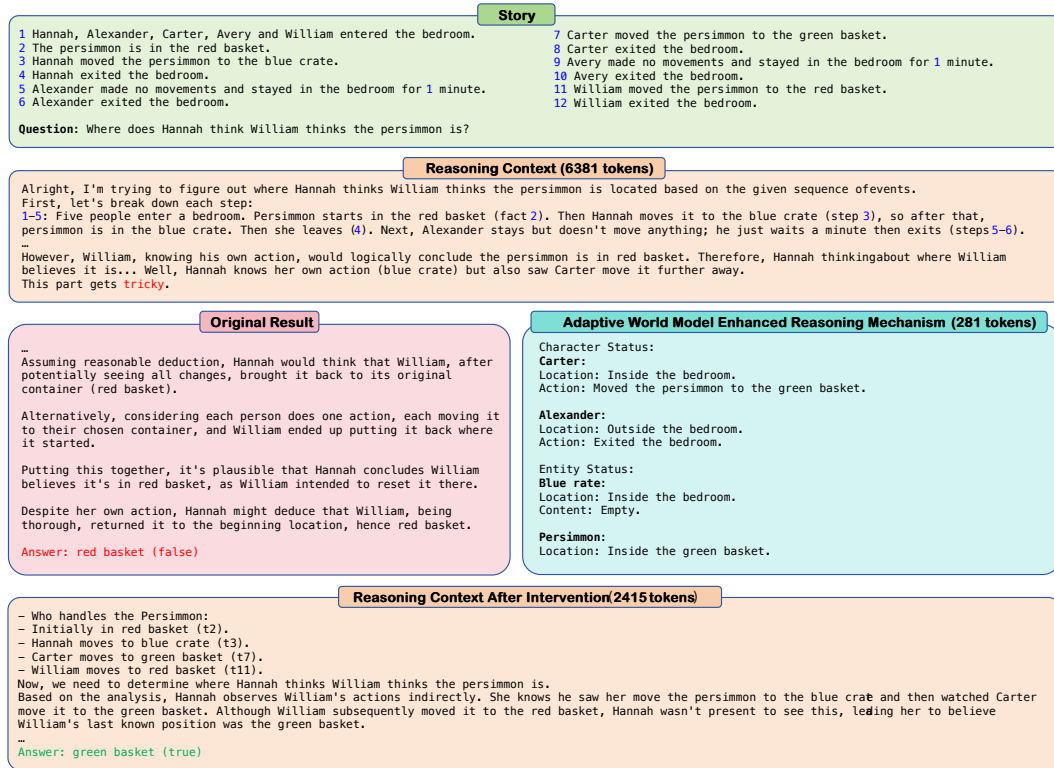 Story
1 Hannah, Alexander, Carter, Avery and William entered the bedroom.
2 The persimmon is in the red basket.
3 Hannah moved the persimmon to the blue crate.
4 Hannah exited the bedroom.
5 Alexander made no movements and stayed in the bedroom for 1 minute.
6 Alexander exited the bedroom.
7 Carter moved the persimmon to the green basket.
8 Carter exited the bedroom.
9 Avery made no movements and stayed in the bedroom for 1 minute.
10 Avery exited the bedroom.
11 William moved the persimmon to the red basket.
12 William exited the bedroom.
Question: Where does Hannah think William thinks the persimmon is?
Reasoning Context (6381 tokens)
Alright, I'm trying to figure out where Hannah thinks William thinks the persimmon is located based on the given sequence ofevents.
First, let's break down each step:
1–5: Five people enter a bedroom. Persimmon starts in the red basket (fact 2). Then Hannah moves it to the blue crate (step 3), so after that,
persimmon is in the blue crate. Then she leaves (4). Next, Alexander stays but doesn't move anything; he just waits a minute then exits (steps 5–6).
…
However, William, knowing his own action, would logically conclude the persimmon is in red basket. Therefore, Hannah thinkingabout where William
believes it is... Well, Hannah knows her own action (blue crate) but also saw Carter move it further away.
This part gets tricky.
Original Result
…
Assuming reasonable deduction, Hannah would think that William, after
potentially seeing all changes, brought it back to its original
container (red basket).
Alternatively, considering each person does one action, each moving it
to their chosen container, and William ended up putting it back where
it started.
Putting this together, it's plausible that Hannah concludes William
believes it's in red basket, as William intended to reset it there.
Despite her own action, Hannah might deduce that William, being
thorough, returned it to the beginning location, hence red basket.
Answer: red basket (false)
Adaptive World Model Enhanced Reasoning Mechanism (281 tokens)
Character Status:
Carter:
Location: Inside the bedroom.
Action: Moved the persimmon to the green basket.
Alexander:
Location: Outside the bedroom.
Action: Exited the bedroom.
Entity Status:
Blue rate:
Location: Inside the bedroom.
Content: Empty.
Persimmon:
Location: Inside the green basket.
Reasoning Context After Intervention(2415 tokens)
– Who handles the Persimmon:
– Initially in red basket (t2).
– Hannah moves to blue crate (t3).
– Carter moves to green basket (t7).
– William moves to red basket (t11).
Now, we need to determine where Hannah thinks William thinks the persimmon is.
Based on the analysis, Hannah observes William's actions indirectly. She knows he saw her move the persimmon to the blue crate and then watched Carter
move it to the green basket. Although William subsequently moved it to the red basket, Hannah wasn't present to see this, leading her to believe
William's last known position was the green basket.
…
Answer: green basket (true)